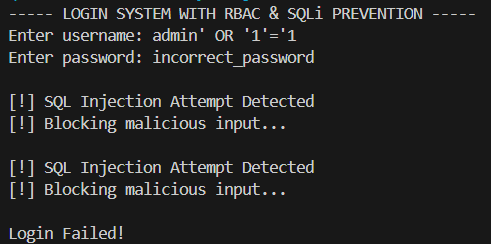 ----- LOGIN SYSTEM WITH RBAC & SQLi PREVENTION -----
Enter username: admin' OR '1'='1
Enter password: incorrect_password
[!] SQL Injection Attempt Detected
[!] Blocking malicious input...
[!] SQL Injection Attempt Detected
[!] Blocking malicious input...
Login Failed!